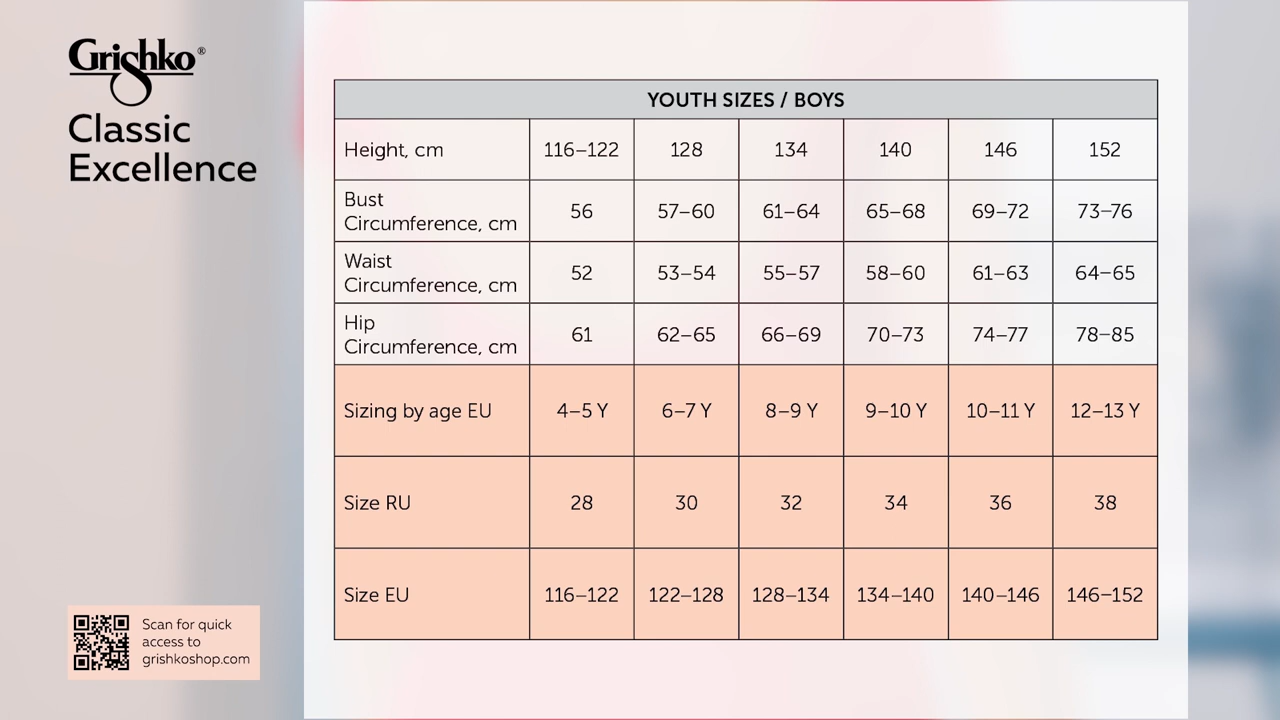 Grishko®
Classic
Excellence
YOUTH SIZES / BOYS
Height, cm 116–122 128 134 140 146 152
Bust
Circumference, cm 56 57–60 61–64 65–68 69–72 73–76
Waist
Circumference, cm 52 53–54 55–57 58–60 61–63 64–65
Hip
Circumference, cm 61 62–65 66–69 70–73 74–77 78–85
Sizing by age EU 4–5 Y 6–7 Y 8–9 Y 9–10 Y 10–11 Y 12–13 Y
Size RU 28 30 32 34 36 38
Size EU 116–122 122–128 128–134 134–140 140–146 146–152
Scan for quick
access to
grishkoshop.com